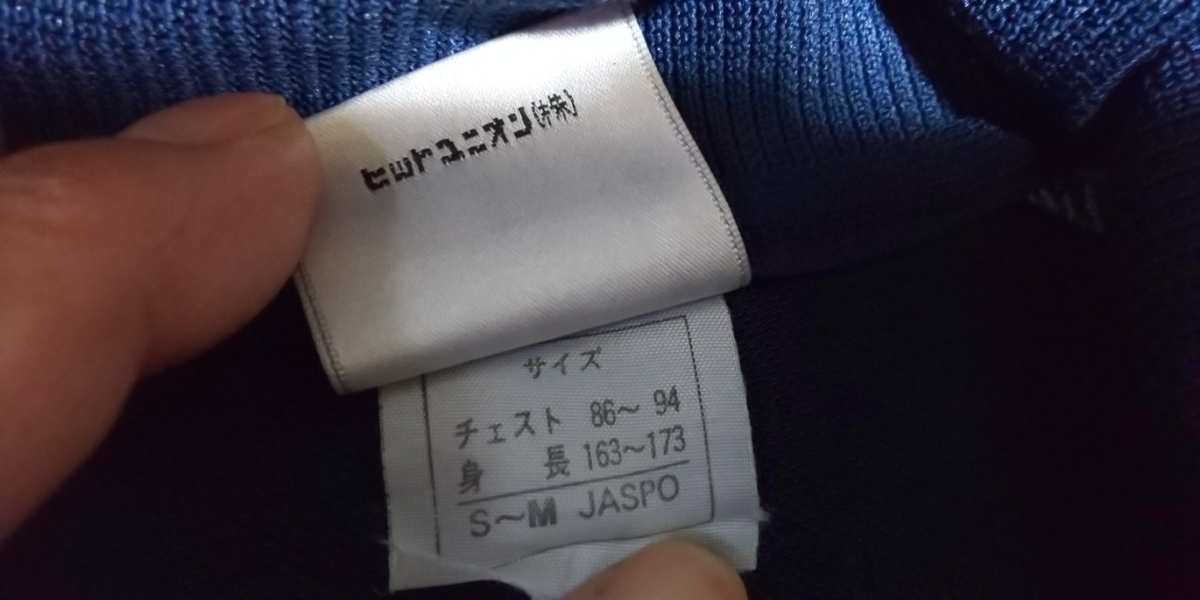 ヒットユニオン(株)
サイズ
チェスト 86～ 94
身 長 163～173
S～M JASPO